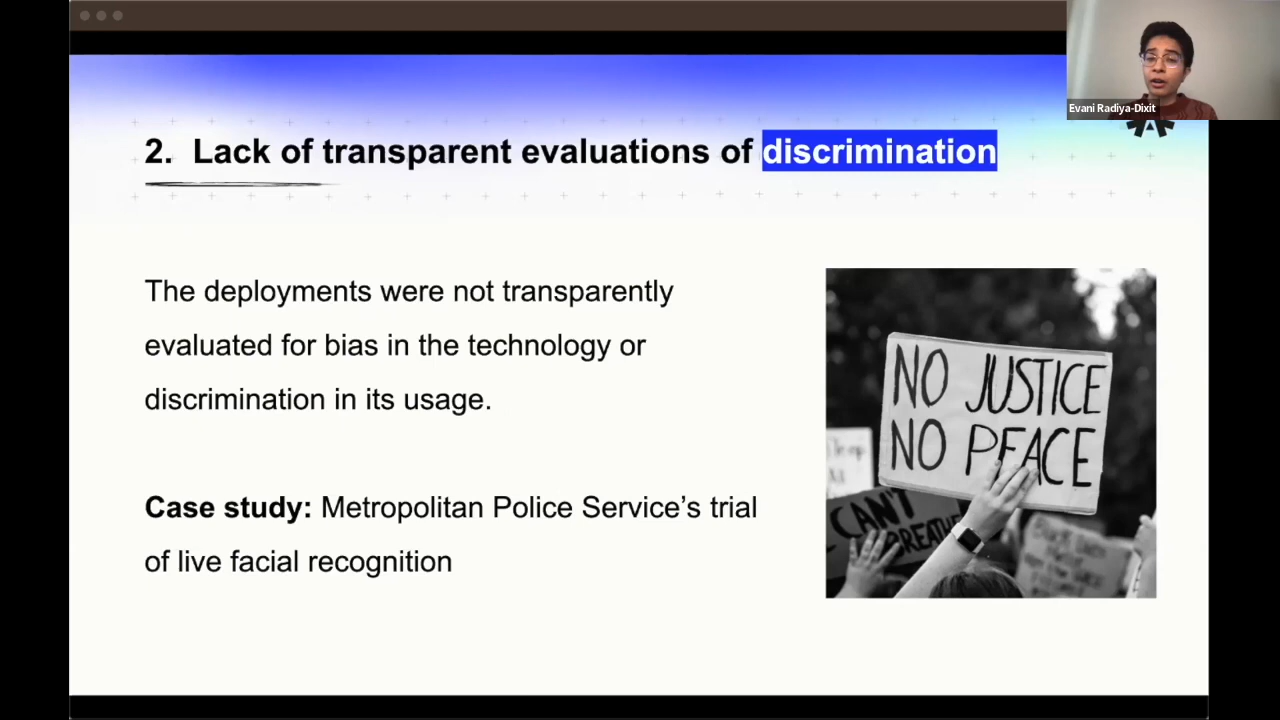 Evani Radiya-Dixit
2. Lack of transparent evaluations of discrimination
The deployments were not transparently
evaluated for bias in the technology or
discrimination in its usage.
Case study: Metropolitan Police Service's trial
of live facial recognition
NO JUSTICE
NO PEACE
CAN'T
BREATHE